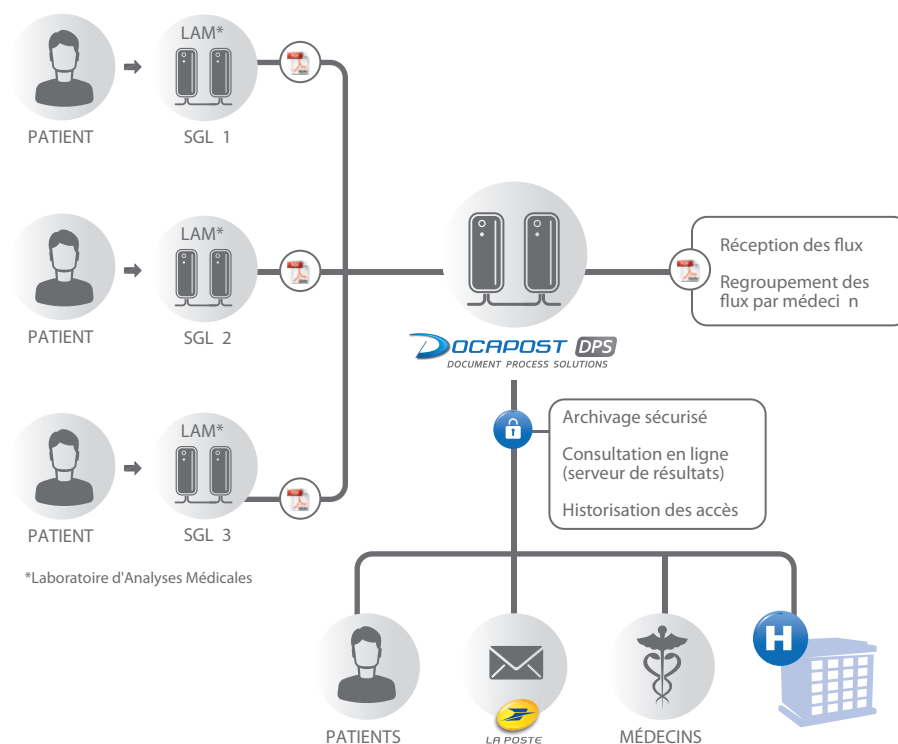 LAM*
PATIENT
SGL 1
LAM*
PATIENT
SGL 2
LAM*
PATIENT
SGL 3
*Laboratoire d'Analyses Médicales
DOCAPOST DPS
DOCUMENT PROCESS SOLUTIONS
Réception des flux
Regroupement des
flux par médeci n
Archivage sécurisé
Consultation en ligne
(serveur de résultats)
Historisation des accès
PATIENTS
LA POSTE
MÉDECINS
H